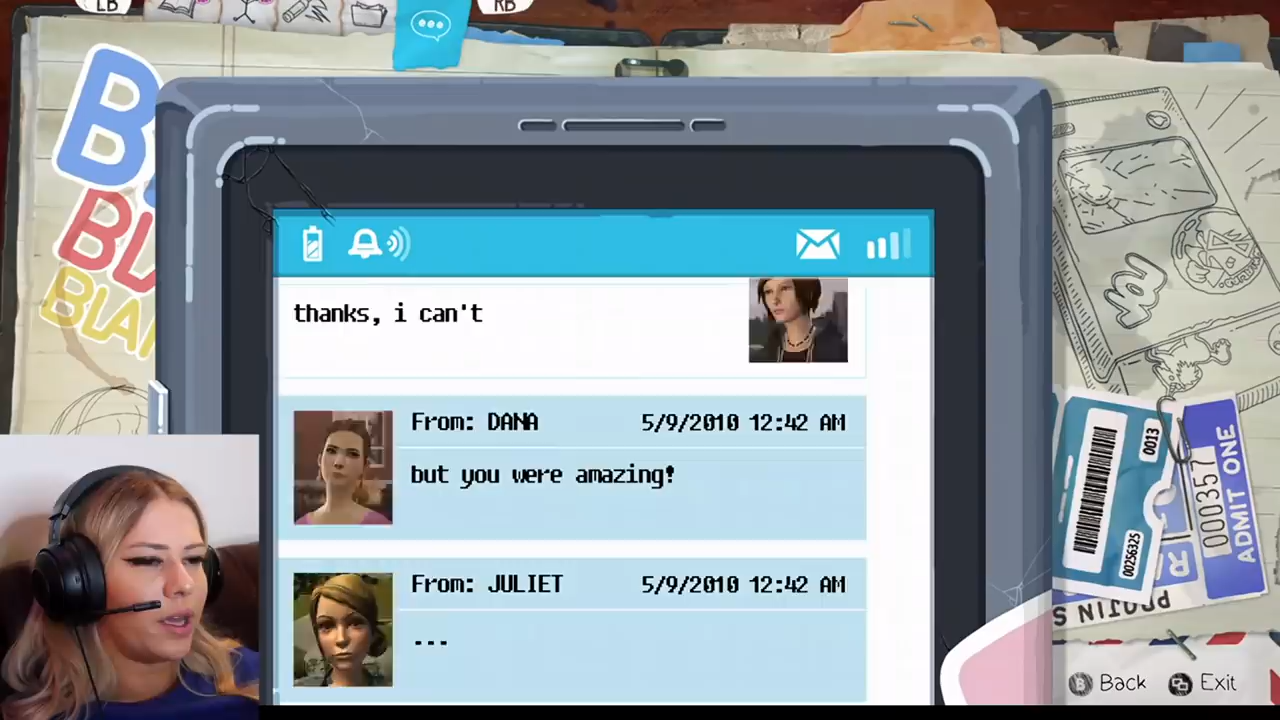 LB
RB
thanks, i can't
From: DANA 5/9/2010 12:42 AM
but you were amazing!
From: JULIET 5/9/2010 12:42 AM
---
0013
00256325
000357
ADMIT ONE
Back
Exit